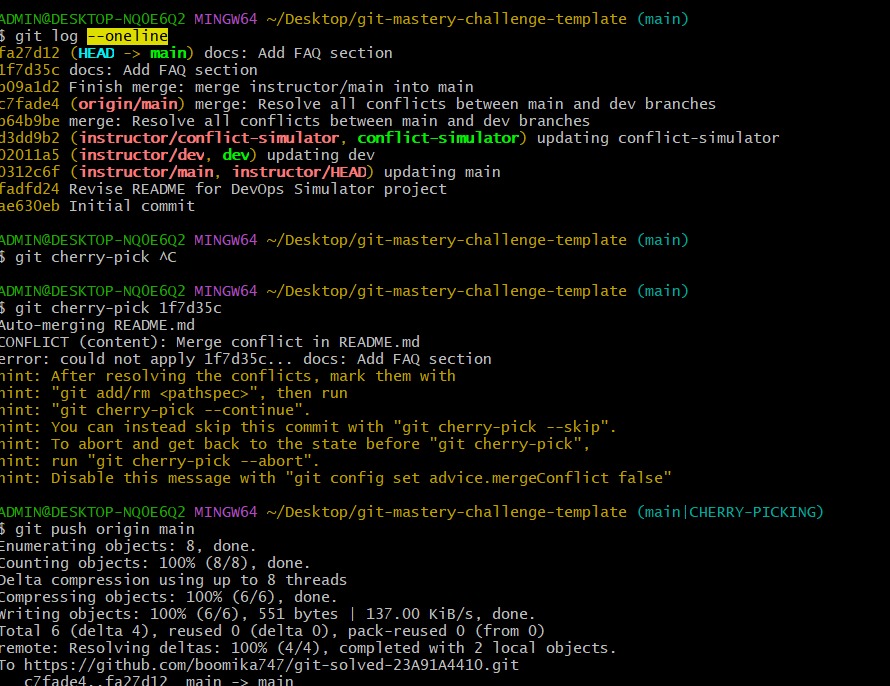 ADMIN@DESKTOP-NQOE6Q2 MINGW64 ~/Desktop/git-mastery-challenge-template (main)
$ git log --oneline
fa27d12 (HEAD -> main) docs: Add FAQ section
1f7d35c docs: Add FAQ section
b09a1d2 Finish merge: merge instructor/main into main
c7fade4 (origin/main) merge: Resolve all conflicts between main and dev branches
b64b9be merge: Resolve all conflicts between main and dev branches
d3dd9b2 (instructor/conflict-simulator, conflict-simulator) updating conflict-simulator
02011a5 (instructor/dev, dev) updating dev
0312c6f (instructor/main, instructor/HEAD) updating main
fadfd24 Revise README for DevOps Simulator project
ae630eb Initial commit
ADMIN@DESKTOP-NQOE6Q2 MINGW64 ~/Desktop/git-mastery-challenge-template (main)
$ git cherry-pick ^C
ADMIN@DESKTOP-NQOE6Q2 MINGW64 ~/Desktop/git-mastery-challenge-template (main)
$ git cherry-pick 1f7d35c
Auto-merging README.md
CONFLICT (content): Merge conflict in README.md
error: could not apply 1f7d35c... docs: Add FAQ section
hint: After resolving the conflicts, mark them with
hint: "git add/rm <pathspec>", then run
hint: "git cherry-pick --continue".
hint: You can instead skip this commit with "git cherry-pick --skip".
hint: To abort and get back to the state before "git cherry-pick",
hint: run "git cherry-pick --abort".
hint: Disable this message with "git config set advice.mergeConflict false"
ADMIN@DESKTOP-NQOE6Q2 MINGW64 ~/Desktop/git-mastery-challenge-template (main|CHERRY-PICKING)
$ git push origin main
Enumerating objects: 8, done.
Counting objects: 100% (8/8), done.
Delta compression using up to 8 threads
Compressing objects: 100% (6/6), done.
Writing objects: 100% (6/6), 551 bytes | 137.00 KiB/s, done.
Total 6 (delta 4), reused 0 (delta 0), pack-reused 0 (from 0)
remote: Resolving deltas: 100% (4/4), completed with 2 local objects.
To https://github.com/boomika747/git-solved-23A91A4410.git
c7fade4..fa27d12 main -> main